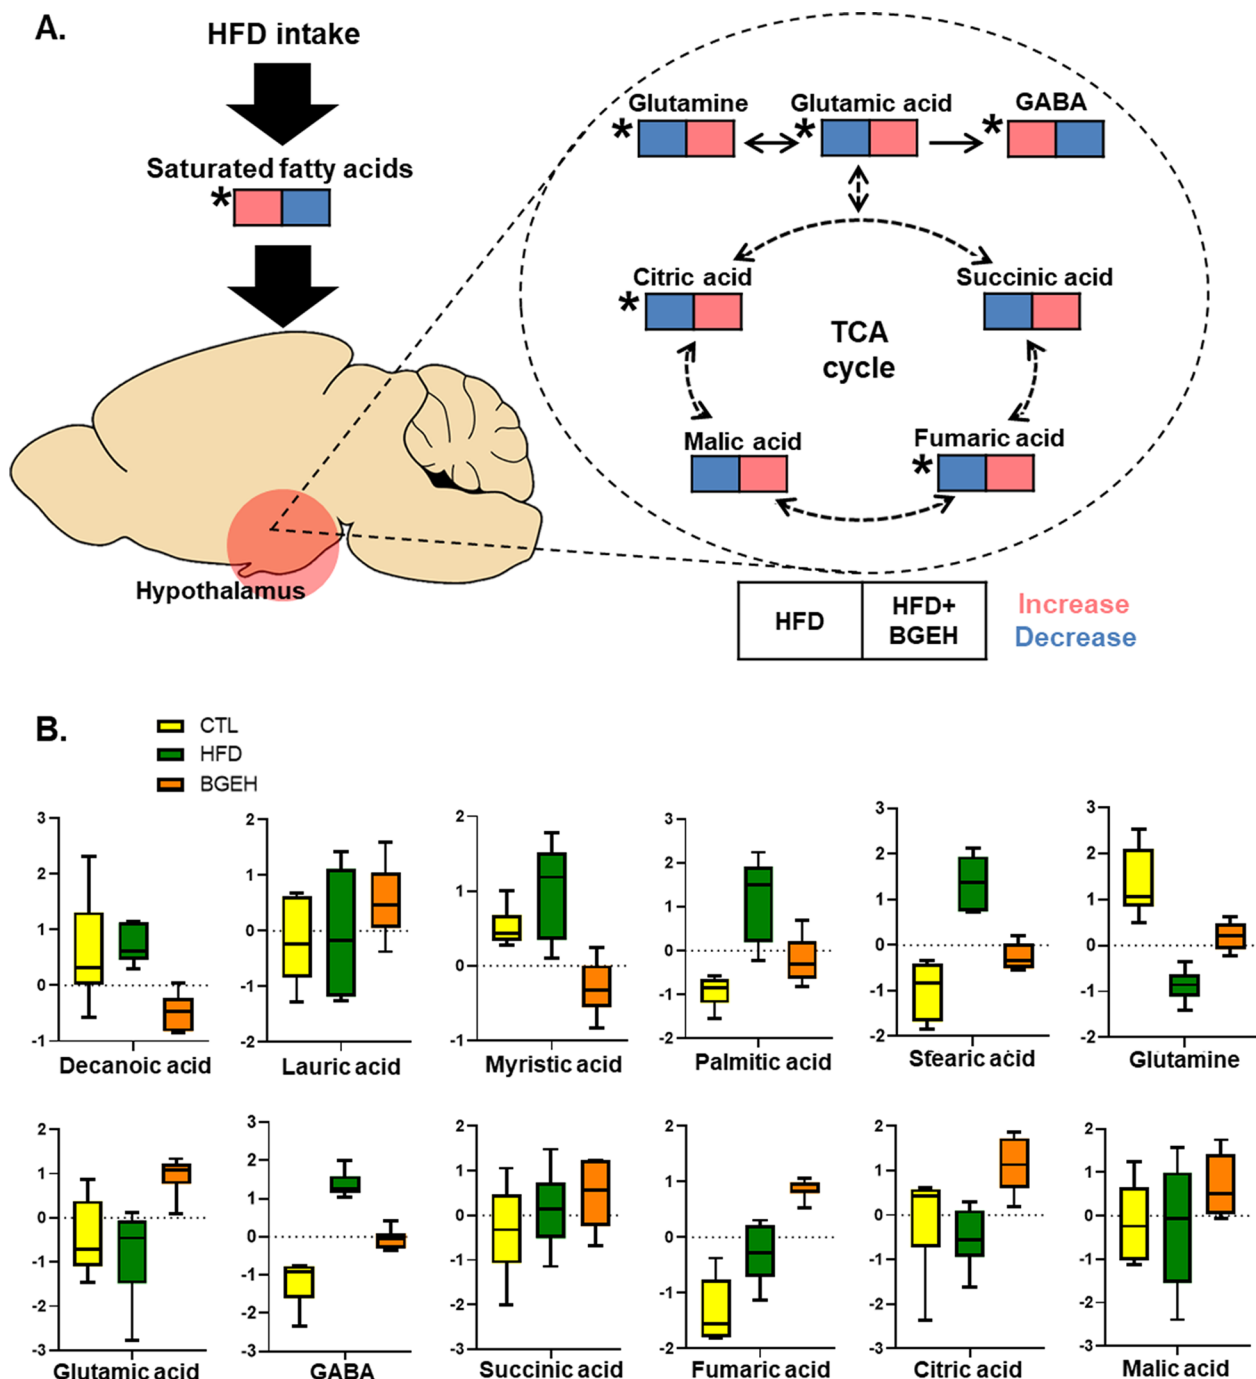 A.
HFD intake
Saturated fatty acids
*
Hypothalamus
Glutamine
Glutamic acid
GABA
*
*
*
Citric acid
Succinic acid
*
TCA
cycle
Malic acid
Fumaric acid
*
HFD
HFD+
BGEH
Increase
Decrease
B.
CTL
HFD
BGEH
3
2
1
0
-1
Decanoic acid
2
1
0
-1
-2
Lauric acid
2
1
0
-1
Myristic acid
3
2
1
0
-1
-2
Palmitic acid
3
2
1
0
-1
-2
Stearic acid
3
2
1
0
-1
-2
Glutamine
2
1
0
-1
-2
-3
Glutamic acid
3
2
1
0
-1
-2
-3
GABA
2
1
0
-1
-2
-3
Succinic acid
2
1
0
-1
-2
Fumaric acid
2
1
0
-1
-2
-3
Citric acid
2
1
0
-1
-2
-3
Malic acid